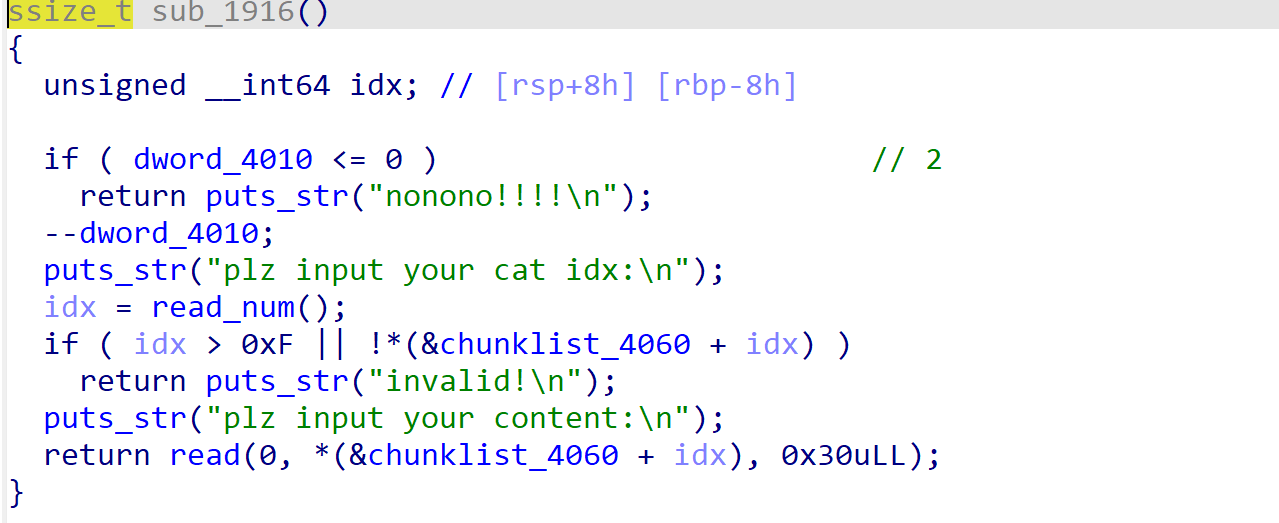 ssize_t sub_1916()
{
  unsigned __int64 idx; // [rsp+8h] [rbp-8h]
  if ( dword_4010 <= 0 )                        // 2
    return puts_str("nonono!!!!\n");
  --dword_4010;
  puts_str("plz input your cat idx:\n");
  idx = read_num();
  if ( idx > 0xF || !*(&chunklist_4060 + idx) )
    return puts_str("invalid!\n");
  puts_str("plz input your content:\n");
  return read(0, *(&chunklist_4060 + idx), 0x30uLL);
}